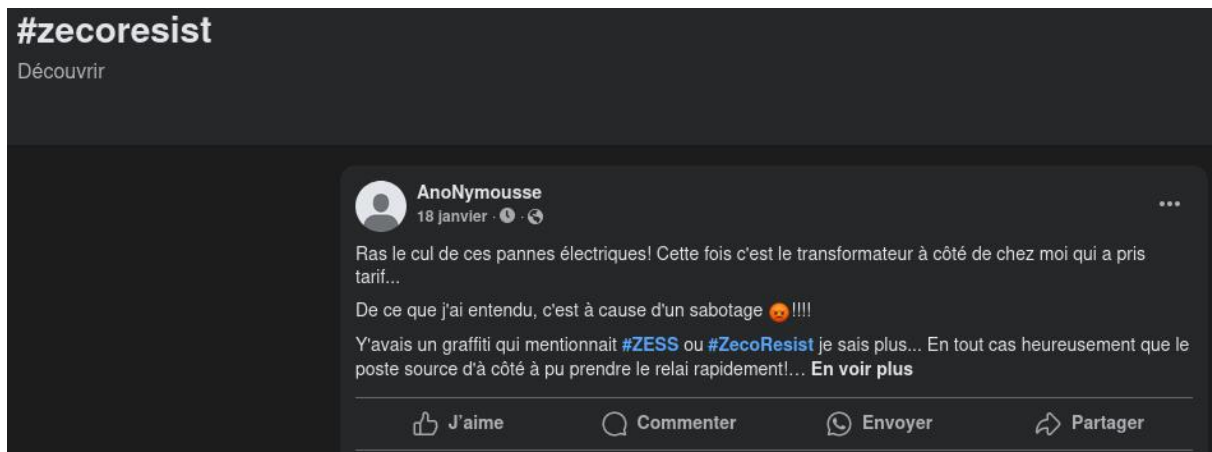 #zecoresist
Découvrir
AnoNymousse
18 janvier · ·
Ras le cul de ces pannes électriques! Cette fois c'est le transformateur à côté de chez moi qui a pris
tarif...
De ce que j'ai entendu, c'est à cause d'un sabotage 😡!!!!
Y'avais un graffiti qui mentionnait #ZESS ou #ZecoResist je sais plus... En tout cas heureusement que le
poste source d'à côté à pu prendre le relai rapidement!… En voir plus
J'aime
Commenter
Envoyer
Partager